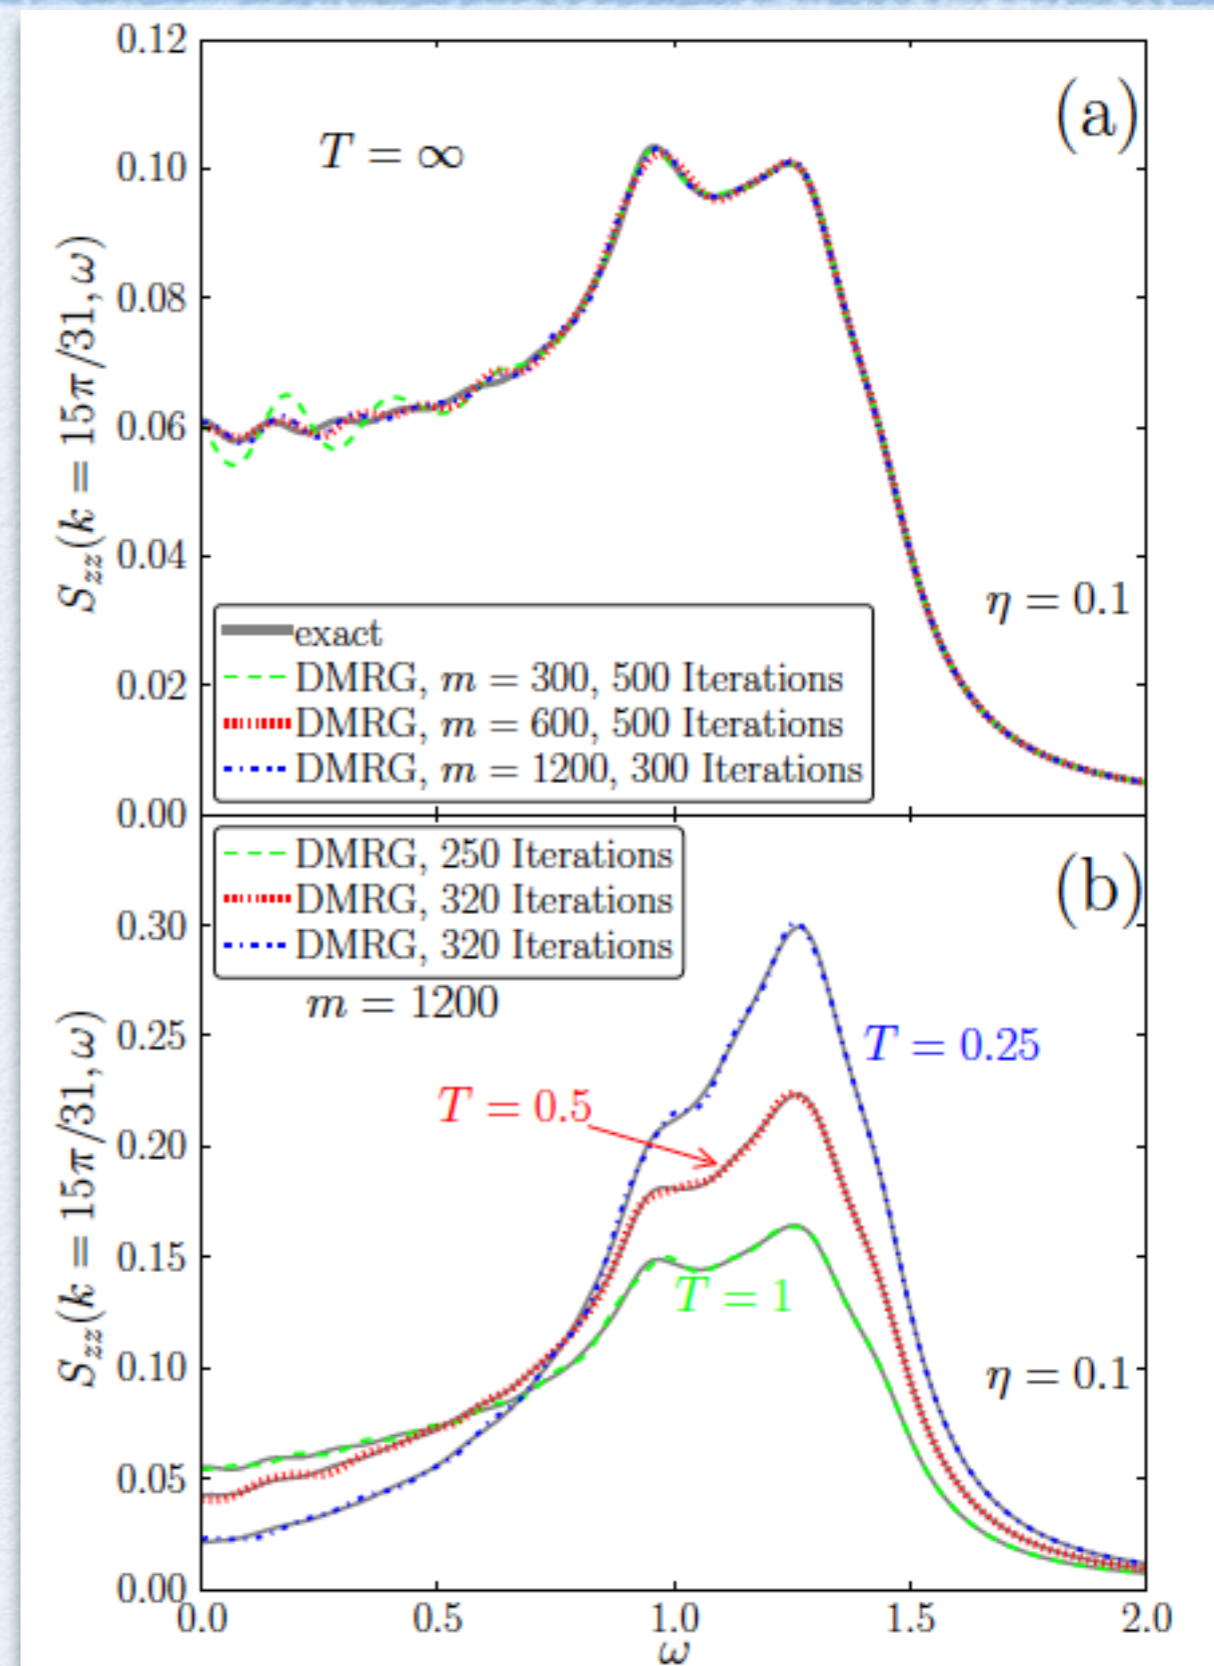 0.12
(a)
T = ∞
0.10
0.08
0.06
0.04
0.02
0.00
S_zz(k = 15π/31, ω)
η = 0.1
exact
DMRG, m = 300, 500 Iterations
DMRG, m = 600, 500 Iterations
DMRG, m = 1200, 300 Iterations
DMRG, 250 Iterations
DMRG, 320 Iterations
DMRG, 320 Iterations
(b)
m = 1200
0.30
0.25
0.20
0.15
0.10
0.05
0.00
S_zz(k = 15π/31, ω)
T = 0.25
T = 0.5
T = 1
η = 0.1
0.0 0.5 1.0 1.5 2.0
ω